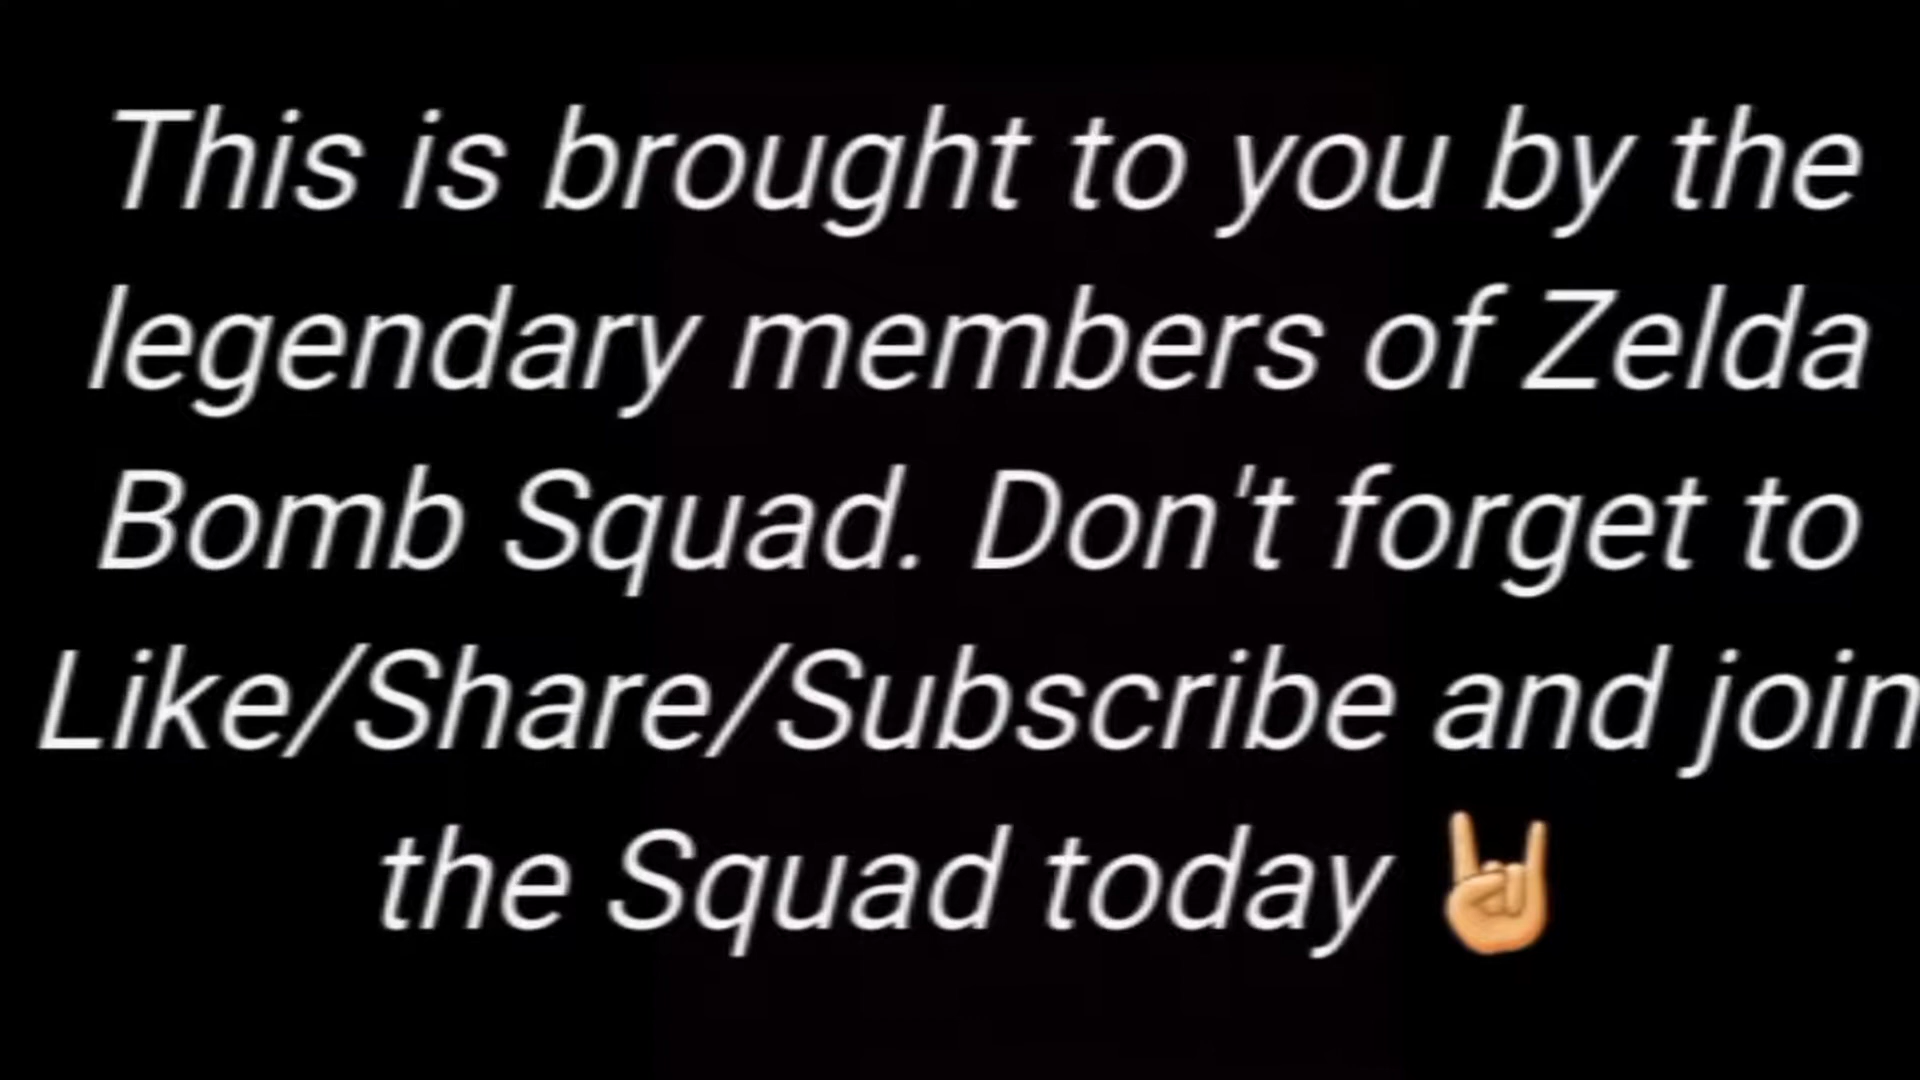 This is brought to you by the
legendary members of Zelda
Bomb Squad. Don't forget to
Like/Share/Subscribe and join
the Squad today 🤘